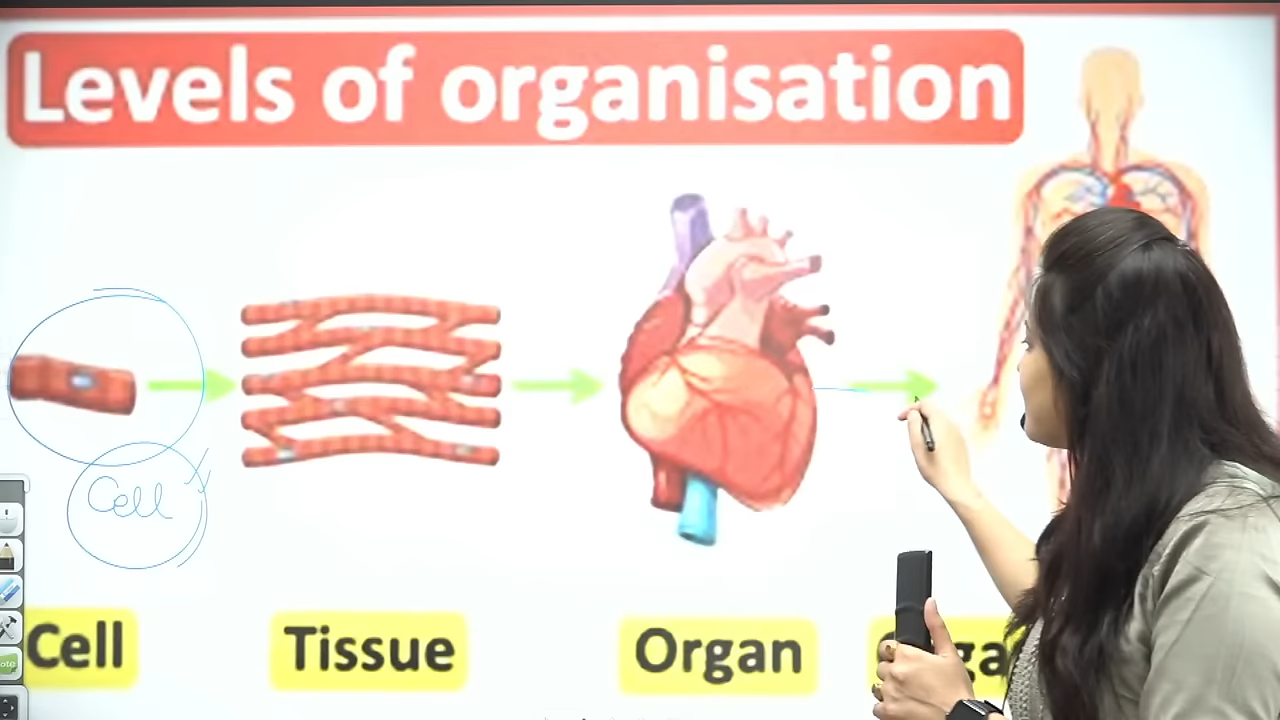 Levels of organisation
Cell
Cell
Tissue
Organ